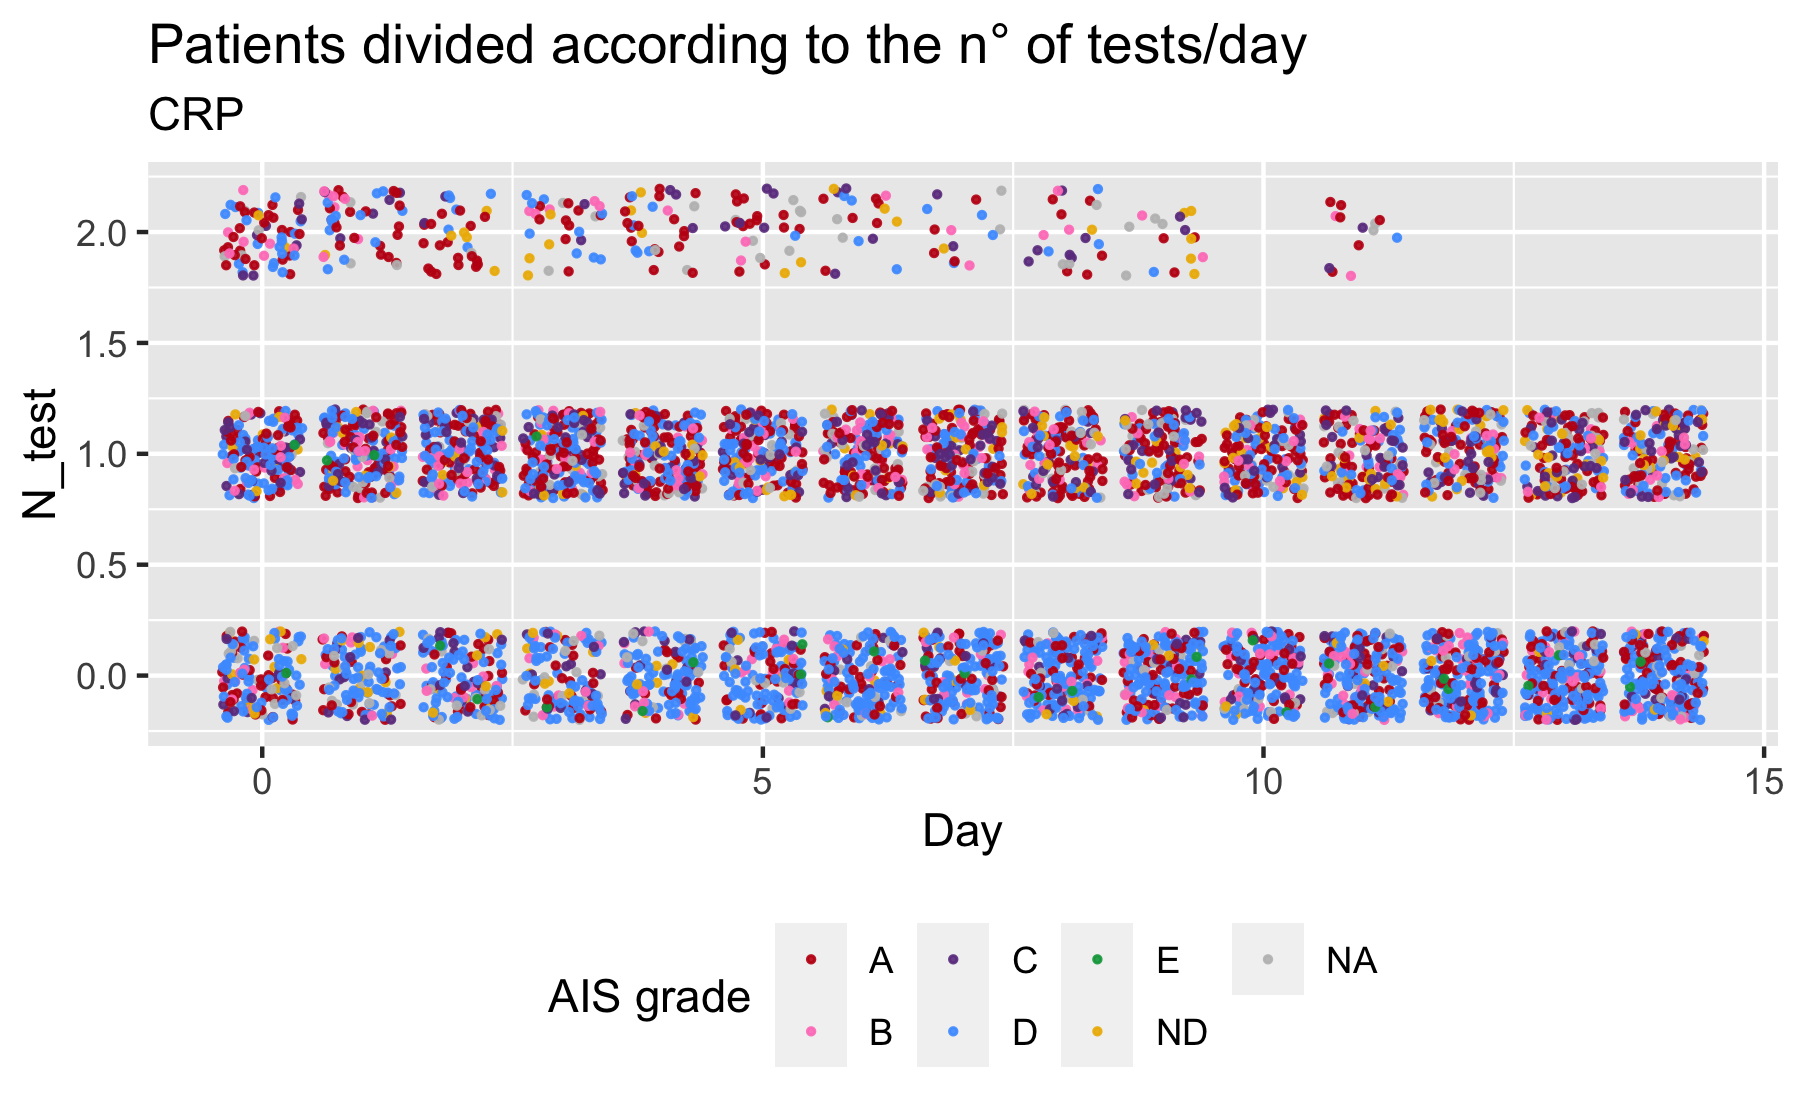 Patients divided according to the n° of tests/day
CRP
N_test
2.0
1.5
1.0
0.5
0.0
0 5 10 15
Day
AIS grade
A C E NA
B D ND